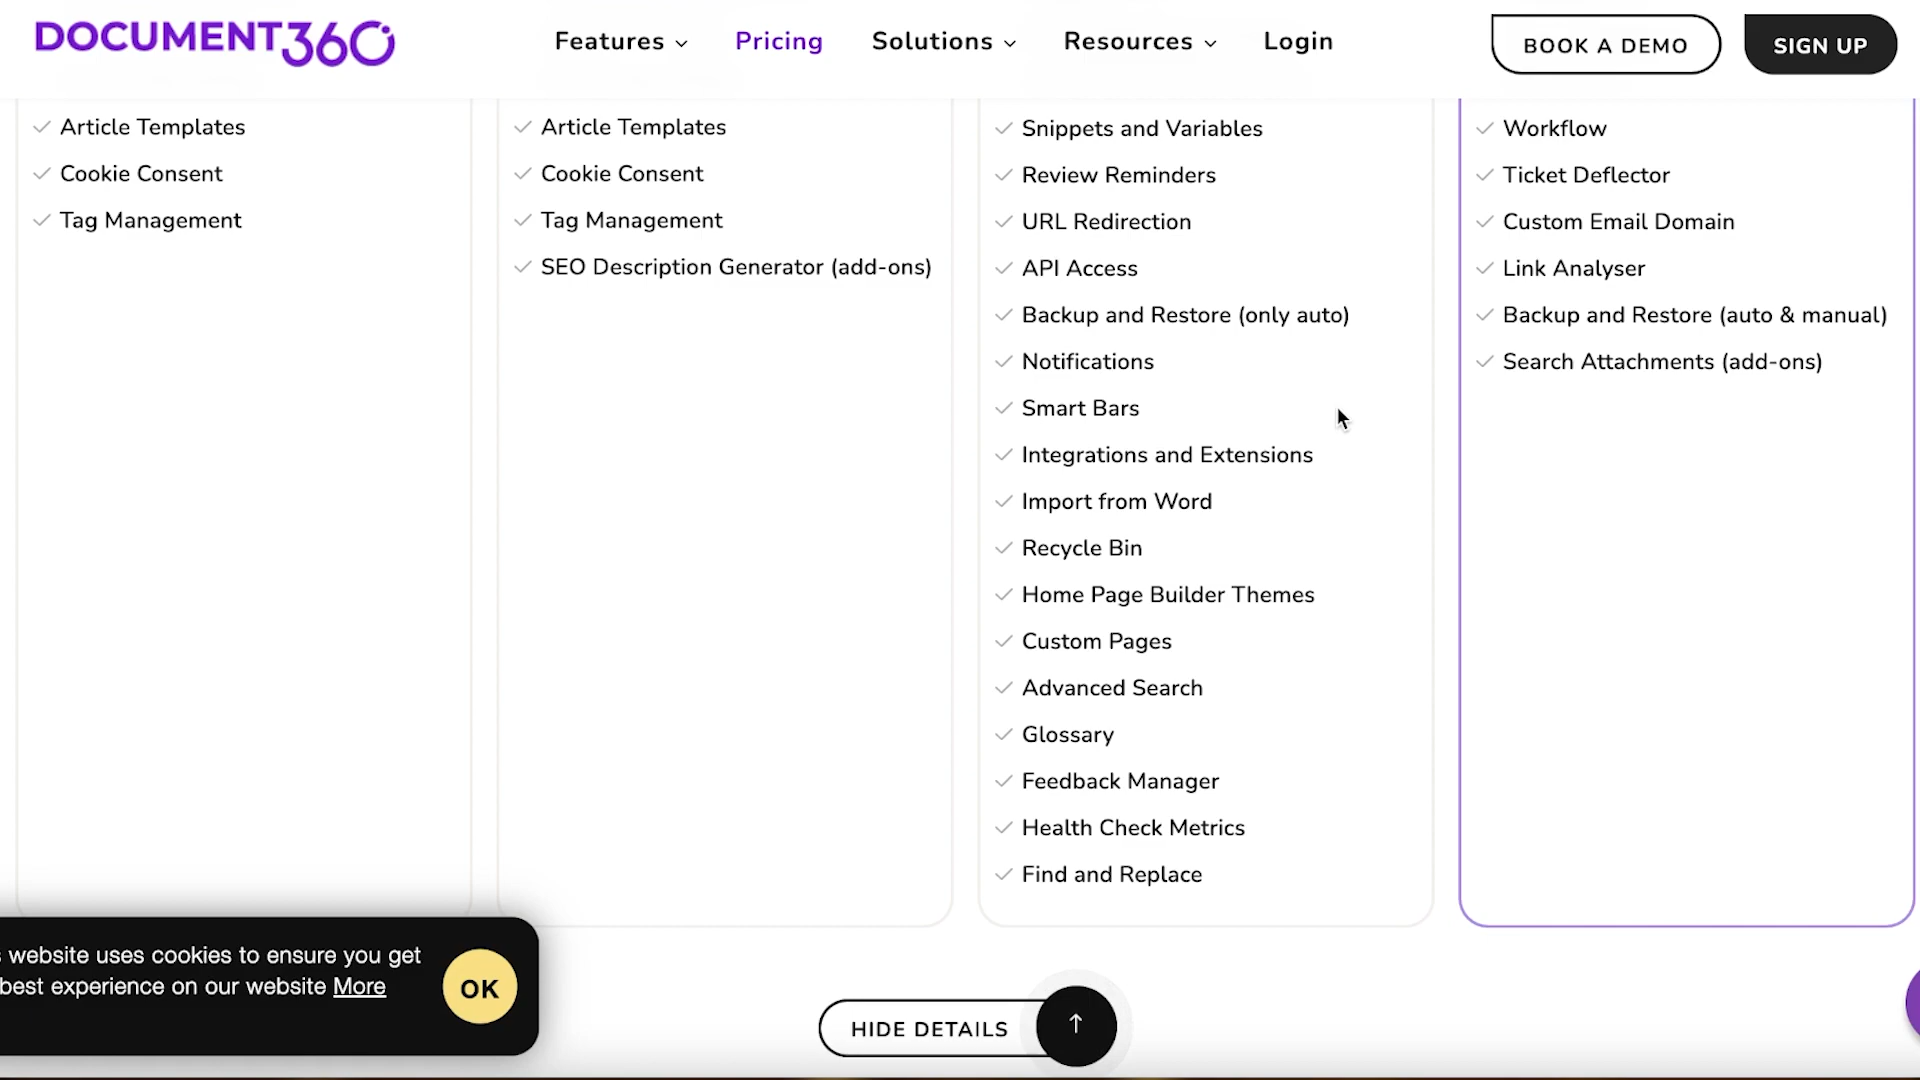 DOCUMENT360
Features
Pricing
Solutions
Resources
Login
BOOK A DEMO
SIGN UP
Article Templates
Cookie Consent
Tag Management
Article Templates
Cookie Consent
Tag Management
SEO Description Generator (add-ons)
Snippets and Variables
Review Reminders
URL Redirection
API Access
Backup and Restore (only auto)
Notifications
Smart Bars
Integrations and Extensions
Import from Word
Recycle Bin
Home Page Builder Themes
Custom Pages
Advanced Search
Glossary
Feedback Manager
Health Check Metrics
Find and Replace
Workflow
Ticket Deflector
Custom Email Domain
Link Analyser
Backup and Restore (auto & manual)
Search Attachments (add-ons)
website uses cookies to ensure you get
best experience on our website More
OK
HIDE DETAILS